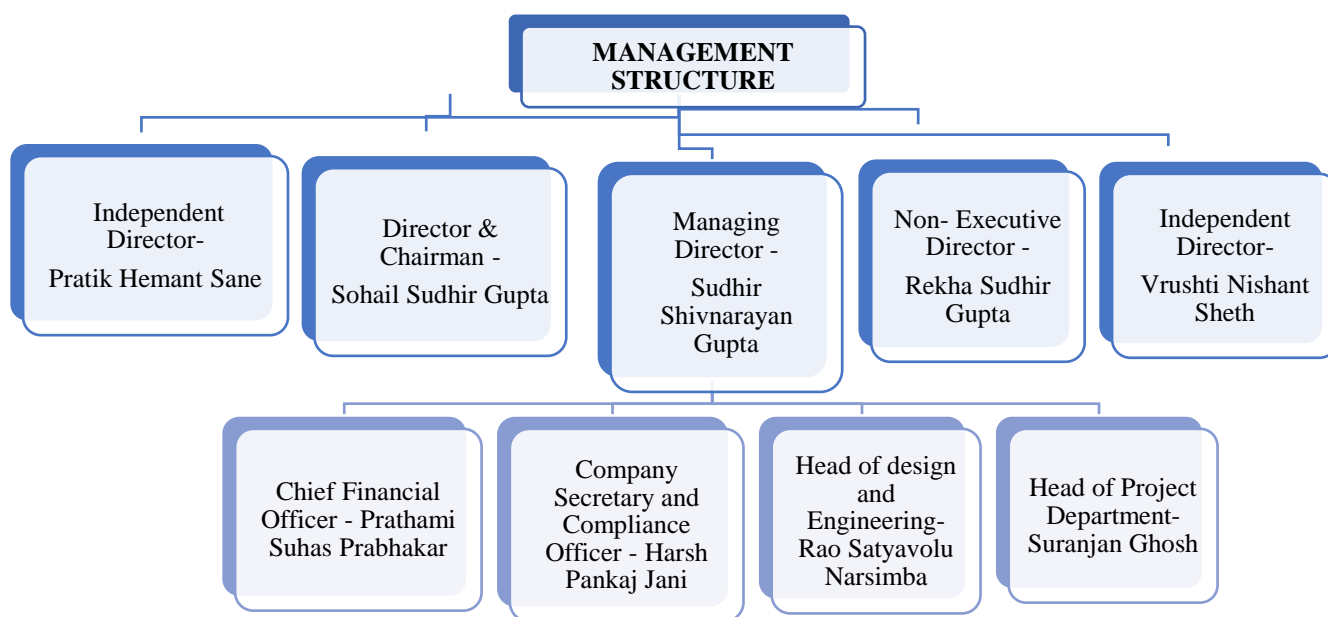 MANAGEMENT
STRUCTURE
Independent
Director-
Pratik Hemant Sane
Director &
Chairman -
Sohail Sudhir Gupta
Managing
Director -
Sudhir
Shivnarayan
Gupta
Non- Executive
Director -
Rekha Sudhir
Gupta
Independent
Director-
Vrushti Nishant
Sheth
Chief Financial
Officer - Prathami
Suhas Prabhakar
Company
Secretary and
Compliance
Officer - Harsh
Pankaj Jani
Head of design
and
Engineering-
Rao Satyavolu
Narsimba
Head of Project
Department-
Suranjan Ghosh